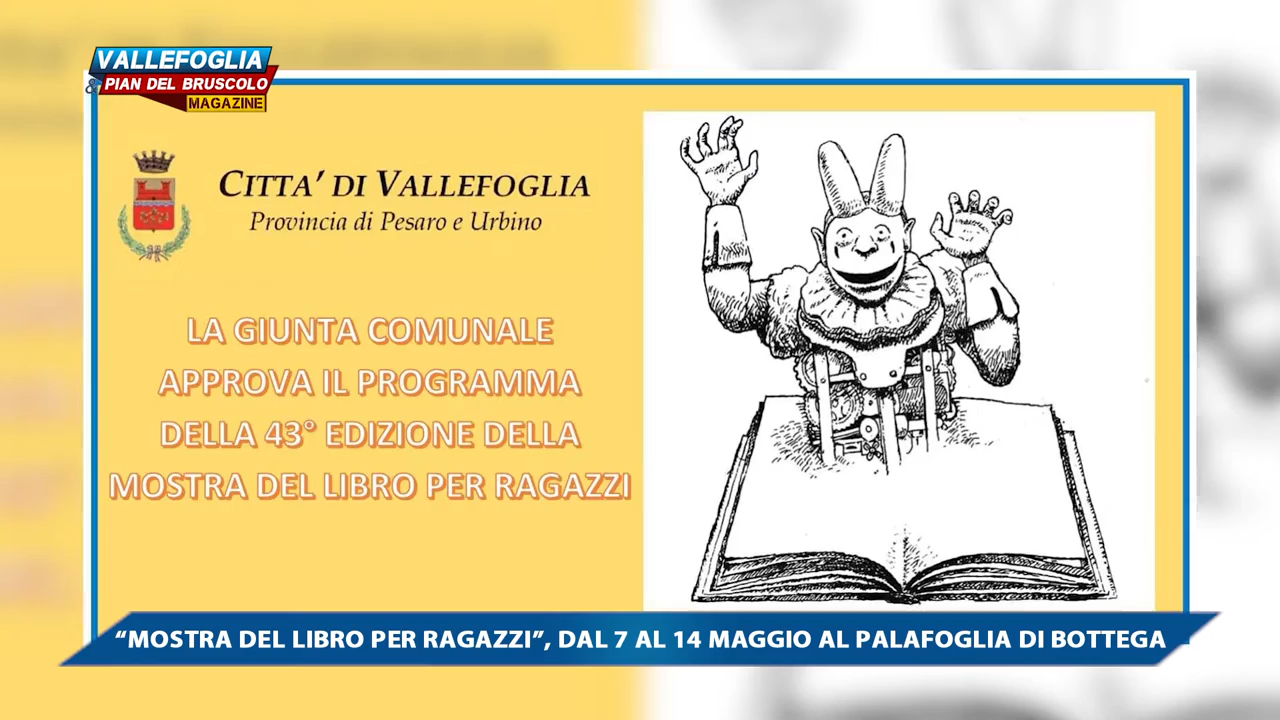 VALLEFOGLIA
& PIAN DEL BRUSCOLO
MAGAZINE
CITTA' DI VALLEFOGLIA
Provincia di Pesaro e Urbino
LA GIUNTA COMUNALE
APPROVA IL PROGRAMMA
DELLA 43° EDIZIONE DELLA
MOSTRA DEL LIBRO PER RAGAZZI
“MOSTRA DEL LIBRO PER RAGAZZI”, DAL 7 AL 14 MAGGIO AL PALAFOGLIA DI BOTTEGA